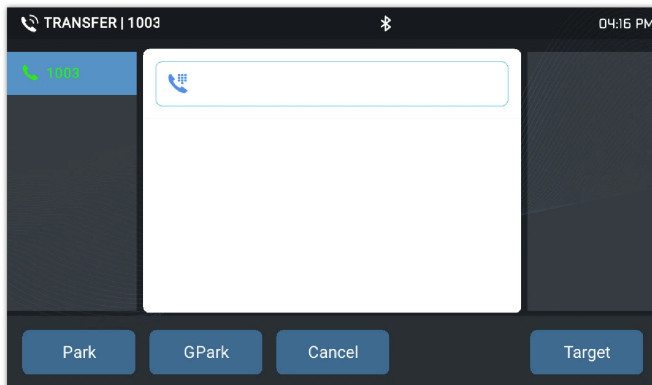 TRANSFER | 1003
04:16 PM
1003
Park
GPark
Cancel
Target